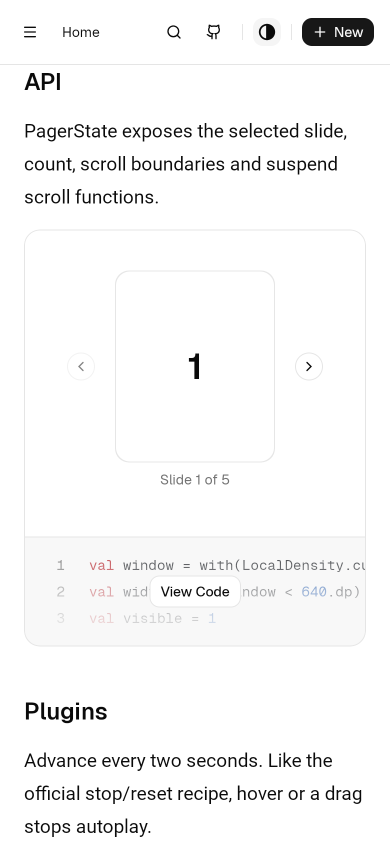 Home
New
API
PagerState exposes the selected slide,
count, scroll boundaries and suspend
scroll functions.
1
Slide 1 of 5
1 val window = with(LocalDensity.cu
2 val wid
View Code
ndow < 640.dp)
3 val visible = 1
Plugins
Advance every two seconds. Like the
official stop/reset recipe, hover or a drag
stops autoplay.